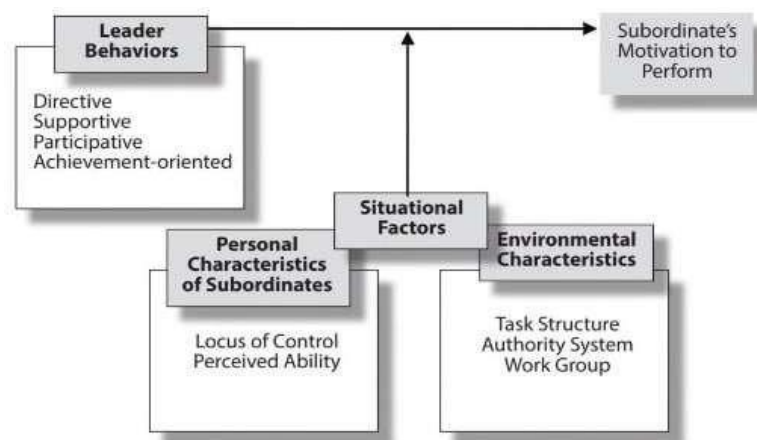 Leader
Behaviors
Directive
Supportive
Participative
Achievement-oriented
Subordinate's
Motivation to
Perform
Situational
Factors
Personal
Characteristics
of Subordinates
Locus of Control
Perceived Ability
Environmental
Characteristics
Task Structure
Authority System
Work Group